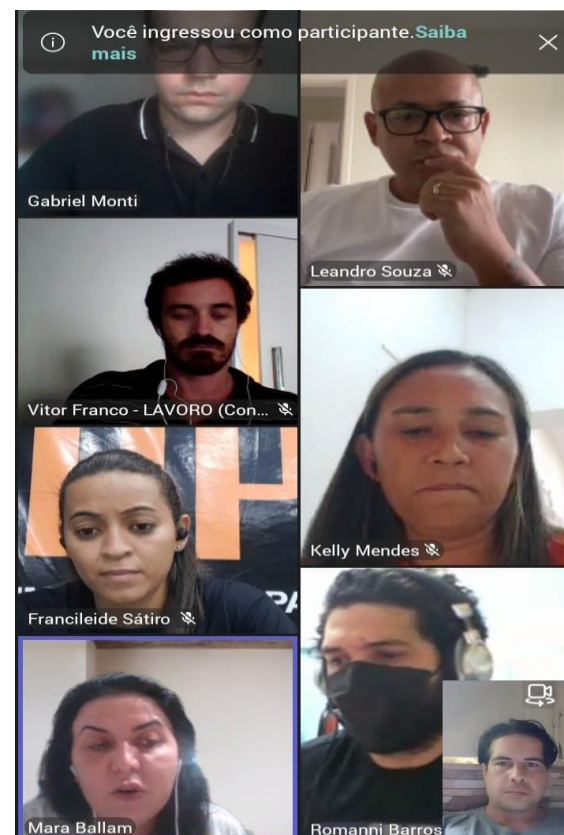 Você ingressou como participante.Saiba
mais
Gabriel Monti
Leandro Souza
Vitor Franco - LAVORO (Con...
Kelly Mendes
Francileide Sátiro
Mara Ballam
Romanni Barros